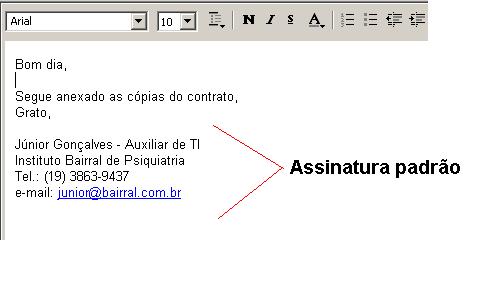 Arial
10
N I S A
Bom dia,
Segue anexado as cópias do contrato,
Grato,
Júnior Gonçalves - Auxiliar de TI
Instituto Bairral de Psiquiatria
Tel.: (19) 3863-9437
e-mail: junior@bairral.com.br
Assinatura padrão